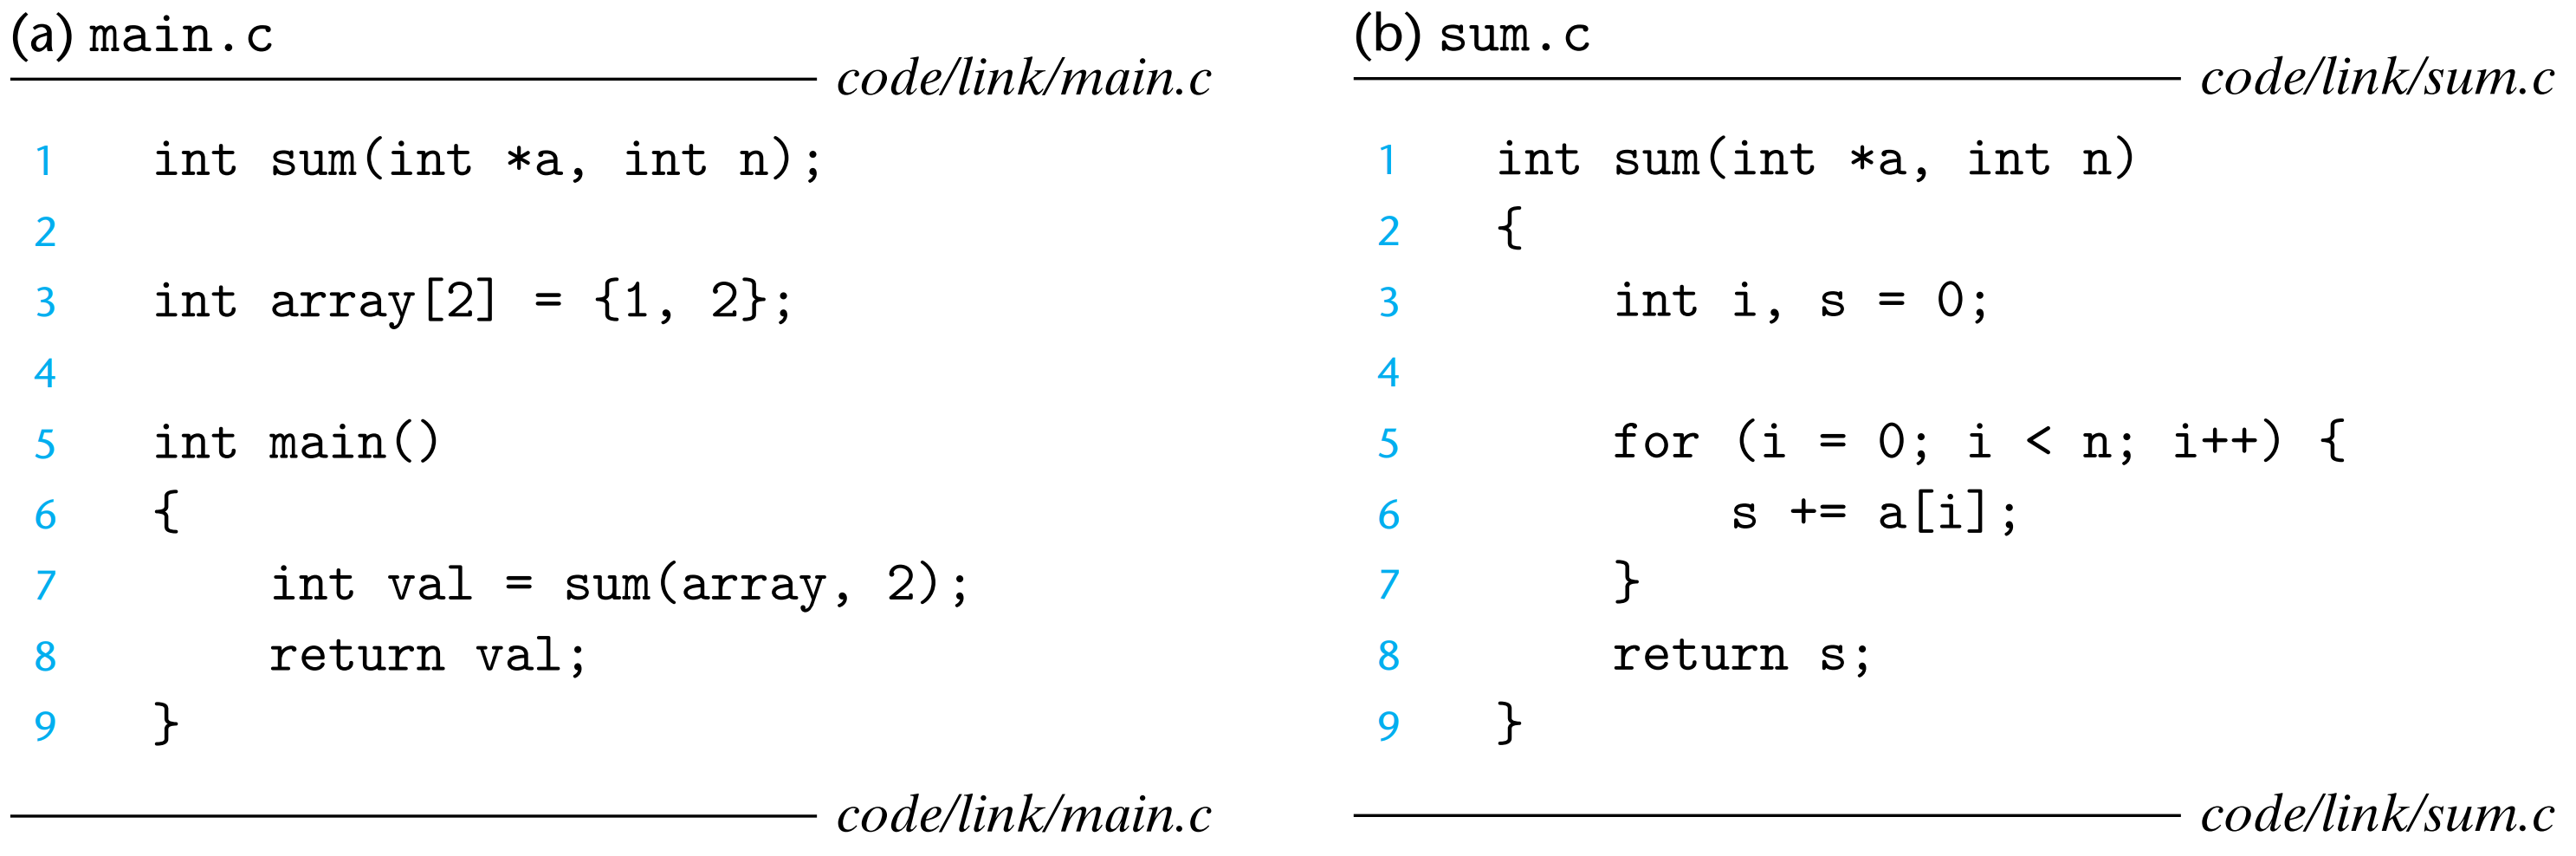 (a) main.c
code/link/main.c
1 int sum(int *a, int n);
2
3 int array[2] = {1, 2};
4
5 int main()
6 {
7     int val = sum(array, 2);
8     return val;
9 }
code/link/main.c
(b) sum.c
code/link/sum.c
1 int sum(int *a, int n)
2 {
3     int i, s = 0;
4
5     for (i = 0; i < n; i++) {
6         s += a[i];
7     }
8     return s;
9 }
code/link/sum.c